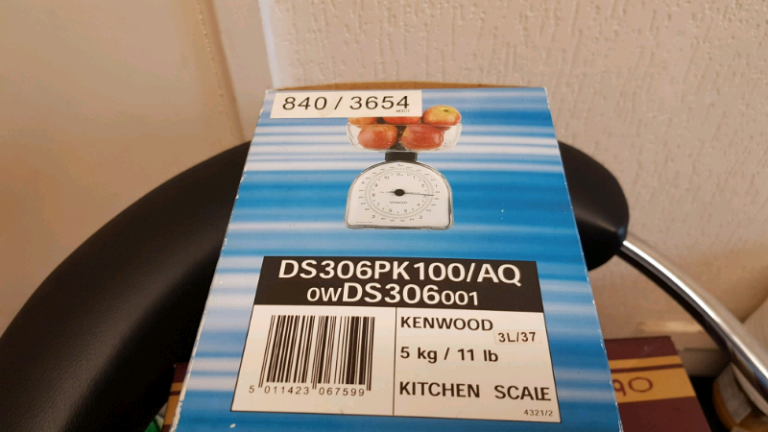 840 / 3654
DS306PK100/AQ
0WDS306001
KENWOOD
3L/37
5 kg / 11 lb
KITCHEN SCALE
5 011423 067599
4321/2
90